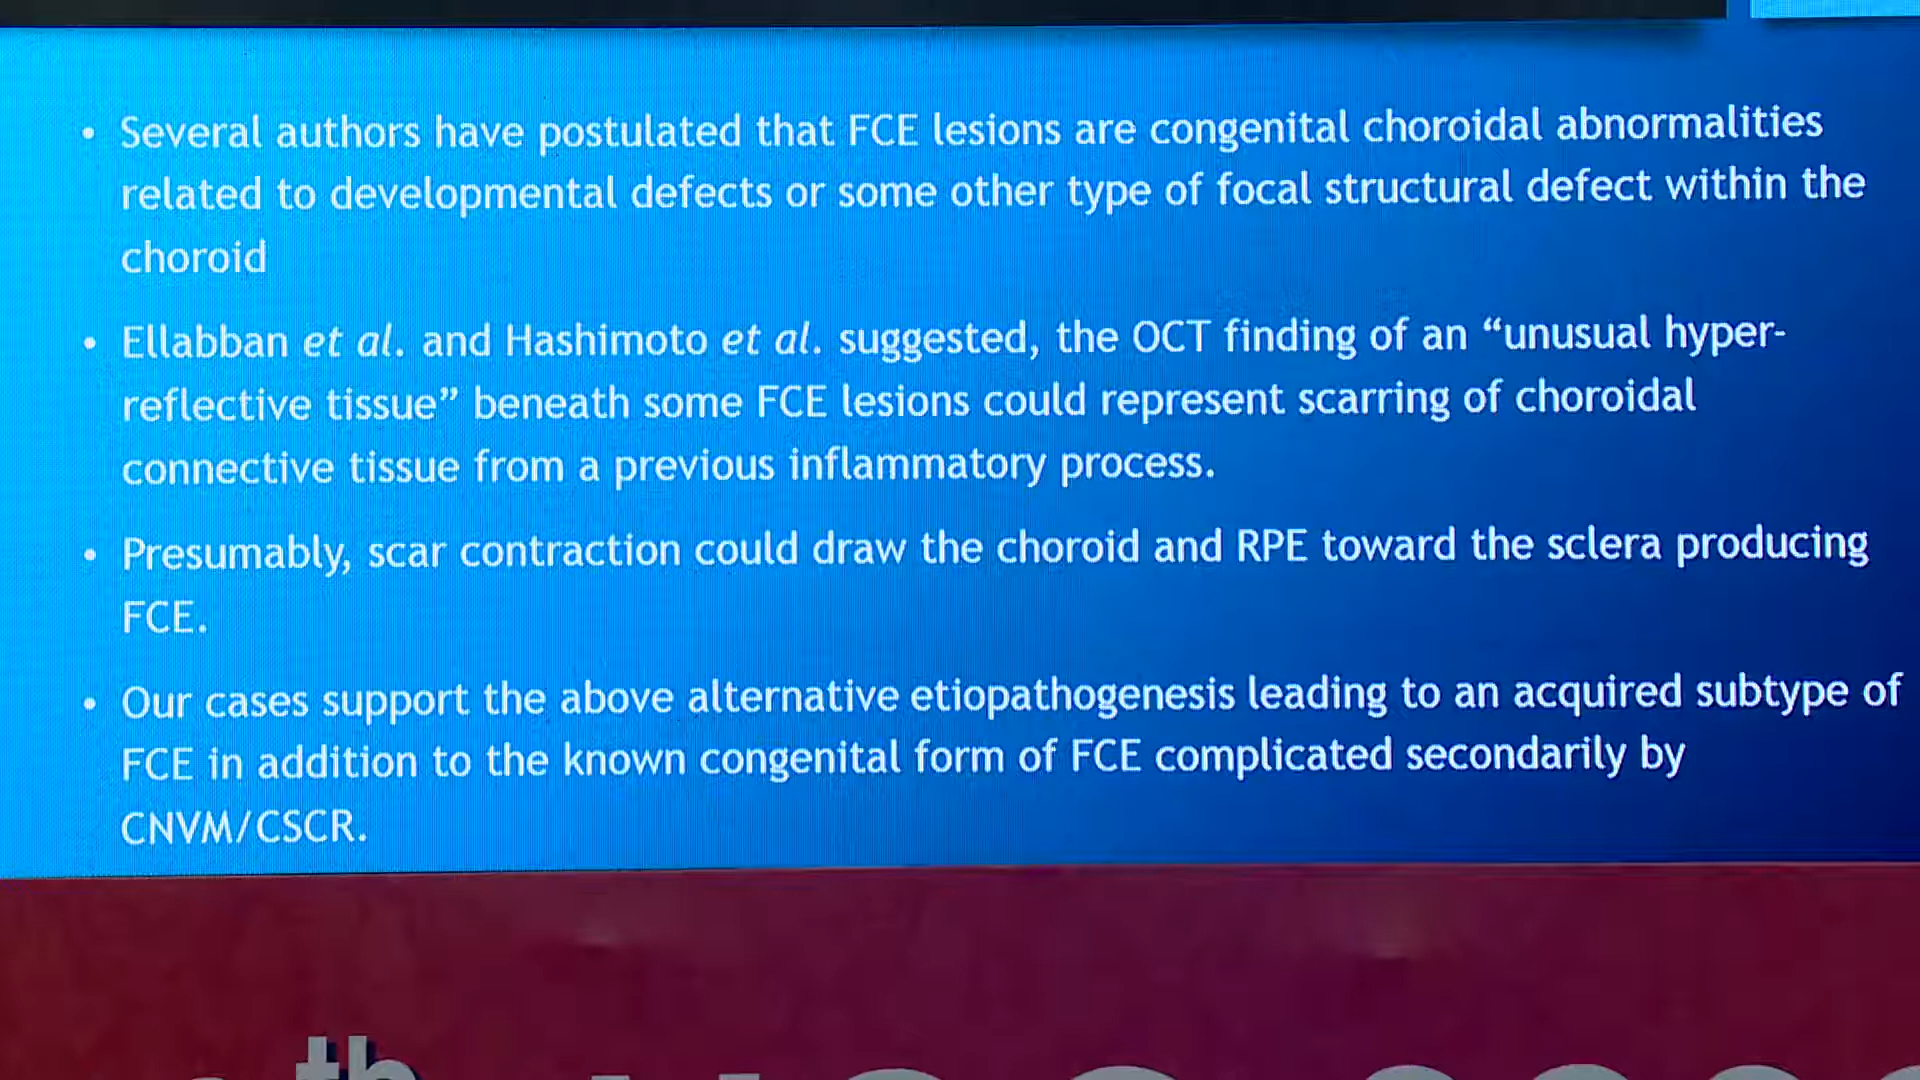 • Several authors have postulated that FCE lesions are congenital choroidal abnormalities
related to developmental defects or some other type of focal structural defect within the
choroid
• Ellabban et al. and Hashimoto et al. suggested, the OCT finding of an “unusual hyper-
reflective tissue” beneath some FCE lesions could represent scarring of choroidal
connective tissue from a previous inflammatory process.
• Presumably, scar contraction could draw the choroid and RPE toward the sclera producing
FCE.
• Our cases support the above alternative etiopathogenesis leading to an acquired subtype of
FCE in addition to the known congenital form of FCE complicated secondarily by
CNVM/CSCR.
th